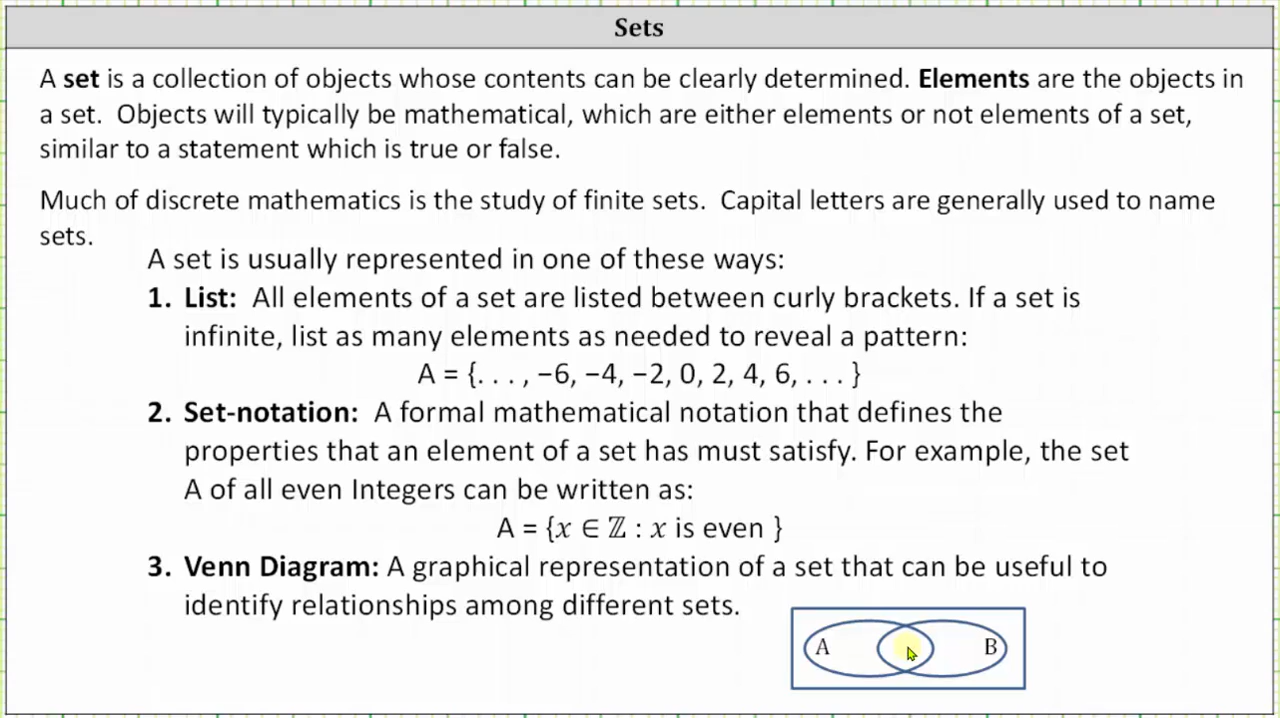 Sets
A set is a collection of objects whose contents can be clearly determined. Elements are the objects in
a set. Objects will typically be mathematical, which are either elements or not elements of a set,
similar to a statement which is true or false.
Much of discrete mathematics is the study of finite sets. Capital letters are generally used to name
sets.
A set is usually represented in one of these ways:
1. List: All elements of a set are listed between curly brackets. If a set is
infinite, list as many elements as needed to reveal a pattern:
A = {. . . , −6, −4, −2, 0, 2, 4, 6, . . . }
2. Set-notation: A formal mathematical notation that defines the
properties that an element of a set has must satisfy. For example, the set
A of all even Integers can be written as:
A = {x ∈ ℤ : x is even }
3. Venn Diagram: A graphical representation of a set that can be useful to
identify relationships among different sets.
A B